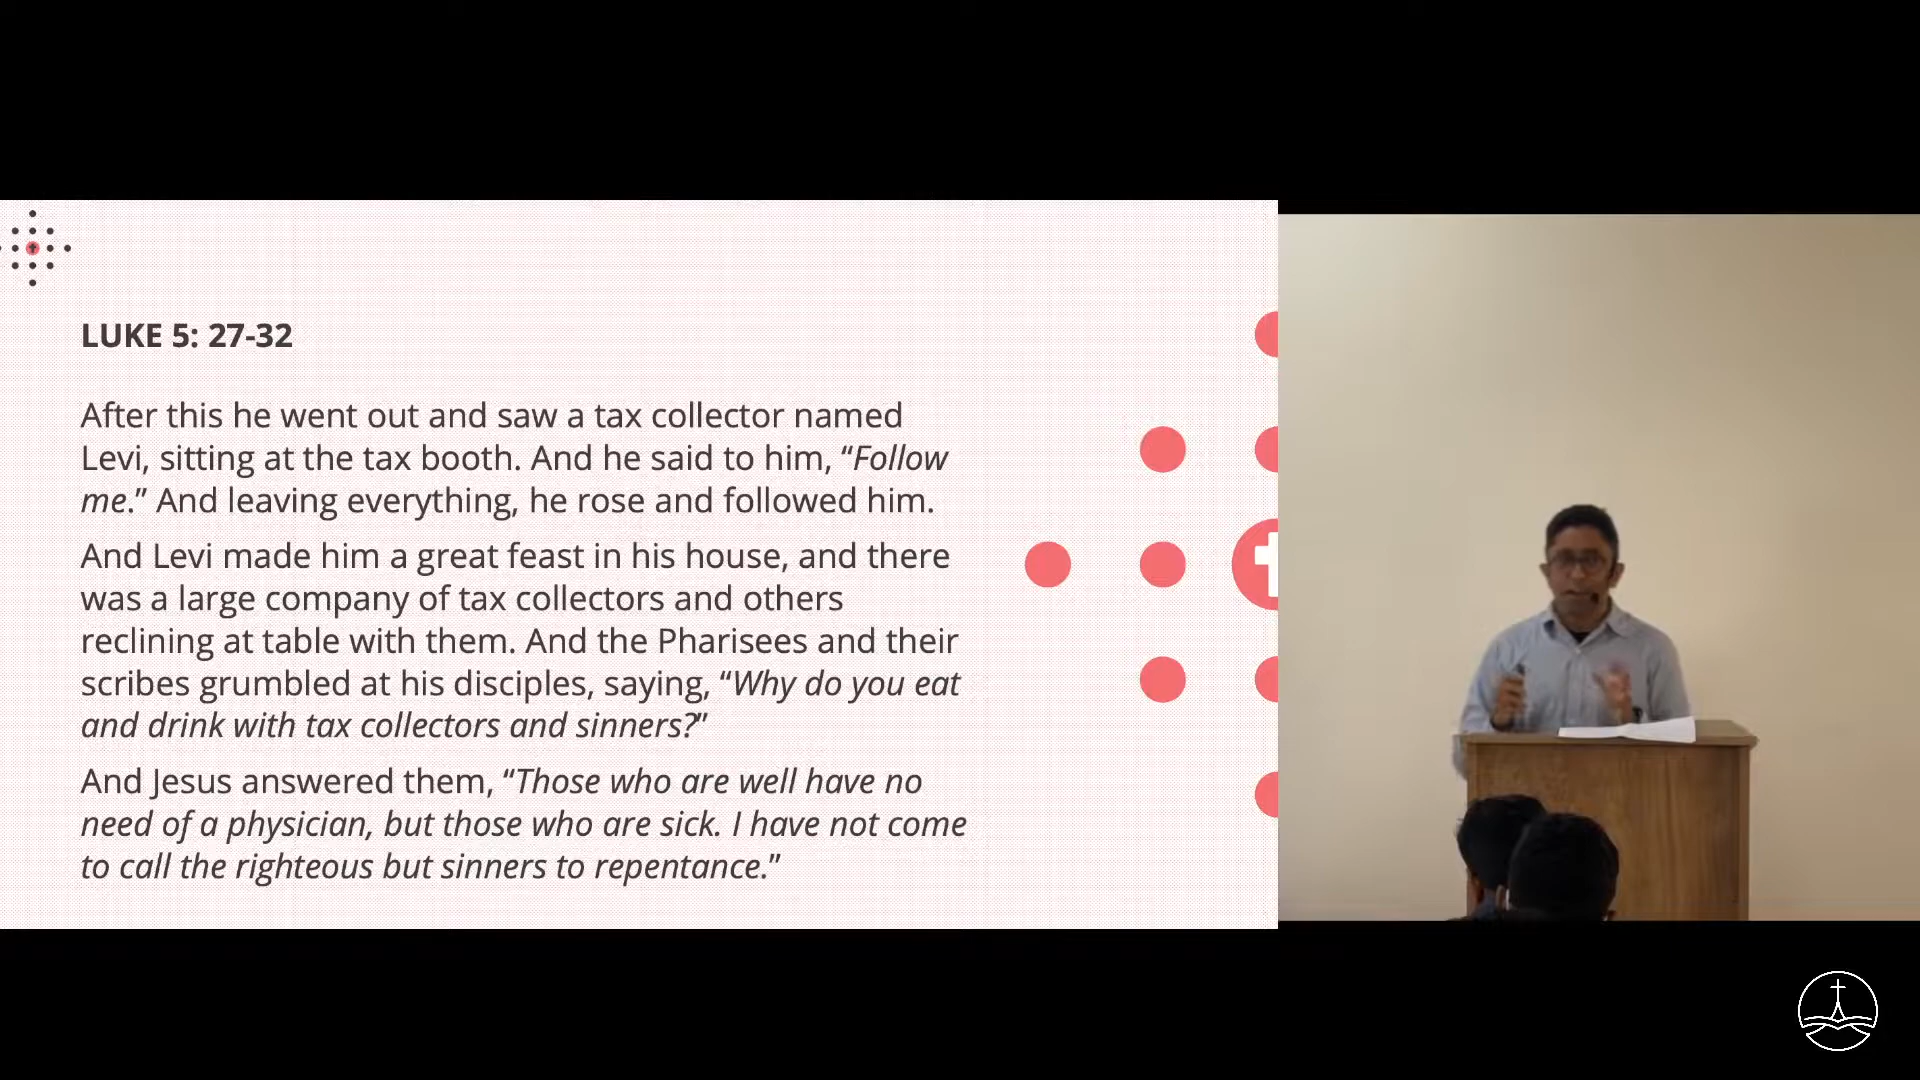 LUKE 5: 27-32
After this he went out and saw a tax collector named
Levi, sitting at the tax booth. And he said to him, “Follow
me.” And leaving everything, he rose and followed him.
And Levi made him a great feast in his house, and there
was a large company of tax collectors and others
reclining at table with them. And the Pharisees and their
scribes grumbled at his disciples, saying, “Why do you eat
and drink with tax collectors and sinners?”
And Jesus answered them, “Those who are well have no
need of a physician, but those who are sick. I have not come
to call the righteous but sinners to repentance.”